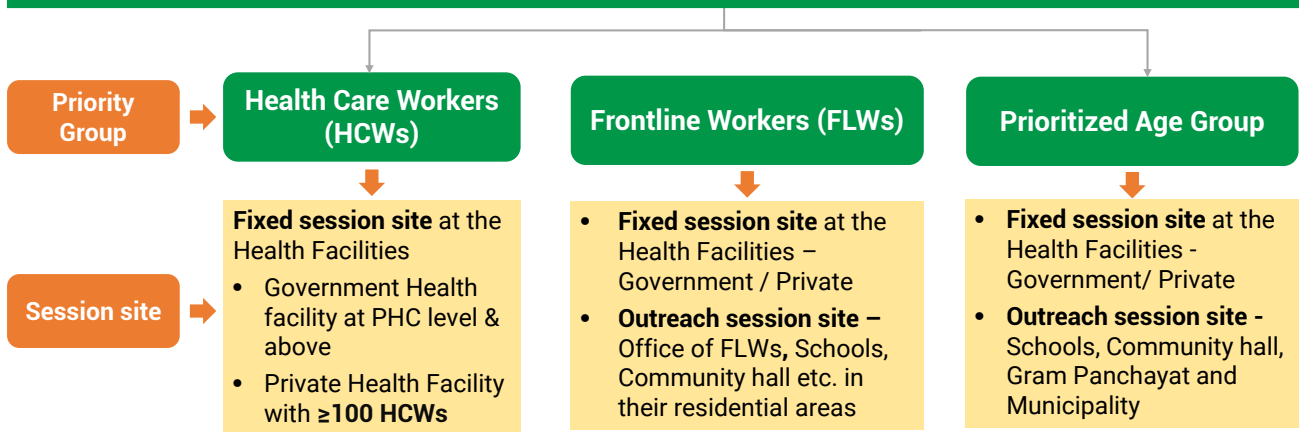 Priority
Group
Health Care Workers
(HCWs)
Frontline Workers (FLWs)
Prioritized Age Group
Session site
Fixed session site at the
Health Facilities
• Government Health
facility at PHC level &
above
• Private Health Facility
with ≥100 HCWs
• Fixed session site at the
Health Facilities –
Government / Private
• Outreach session site –
Office of FLWs, Schools,
Community hall etc. in
their residential areas
• Fixed session site at the
Health Facilities -
Government/ Private
• Outreach session site -
Schools, Community hall,
Gram Panchayat and
Municipality